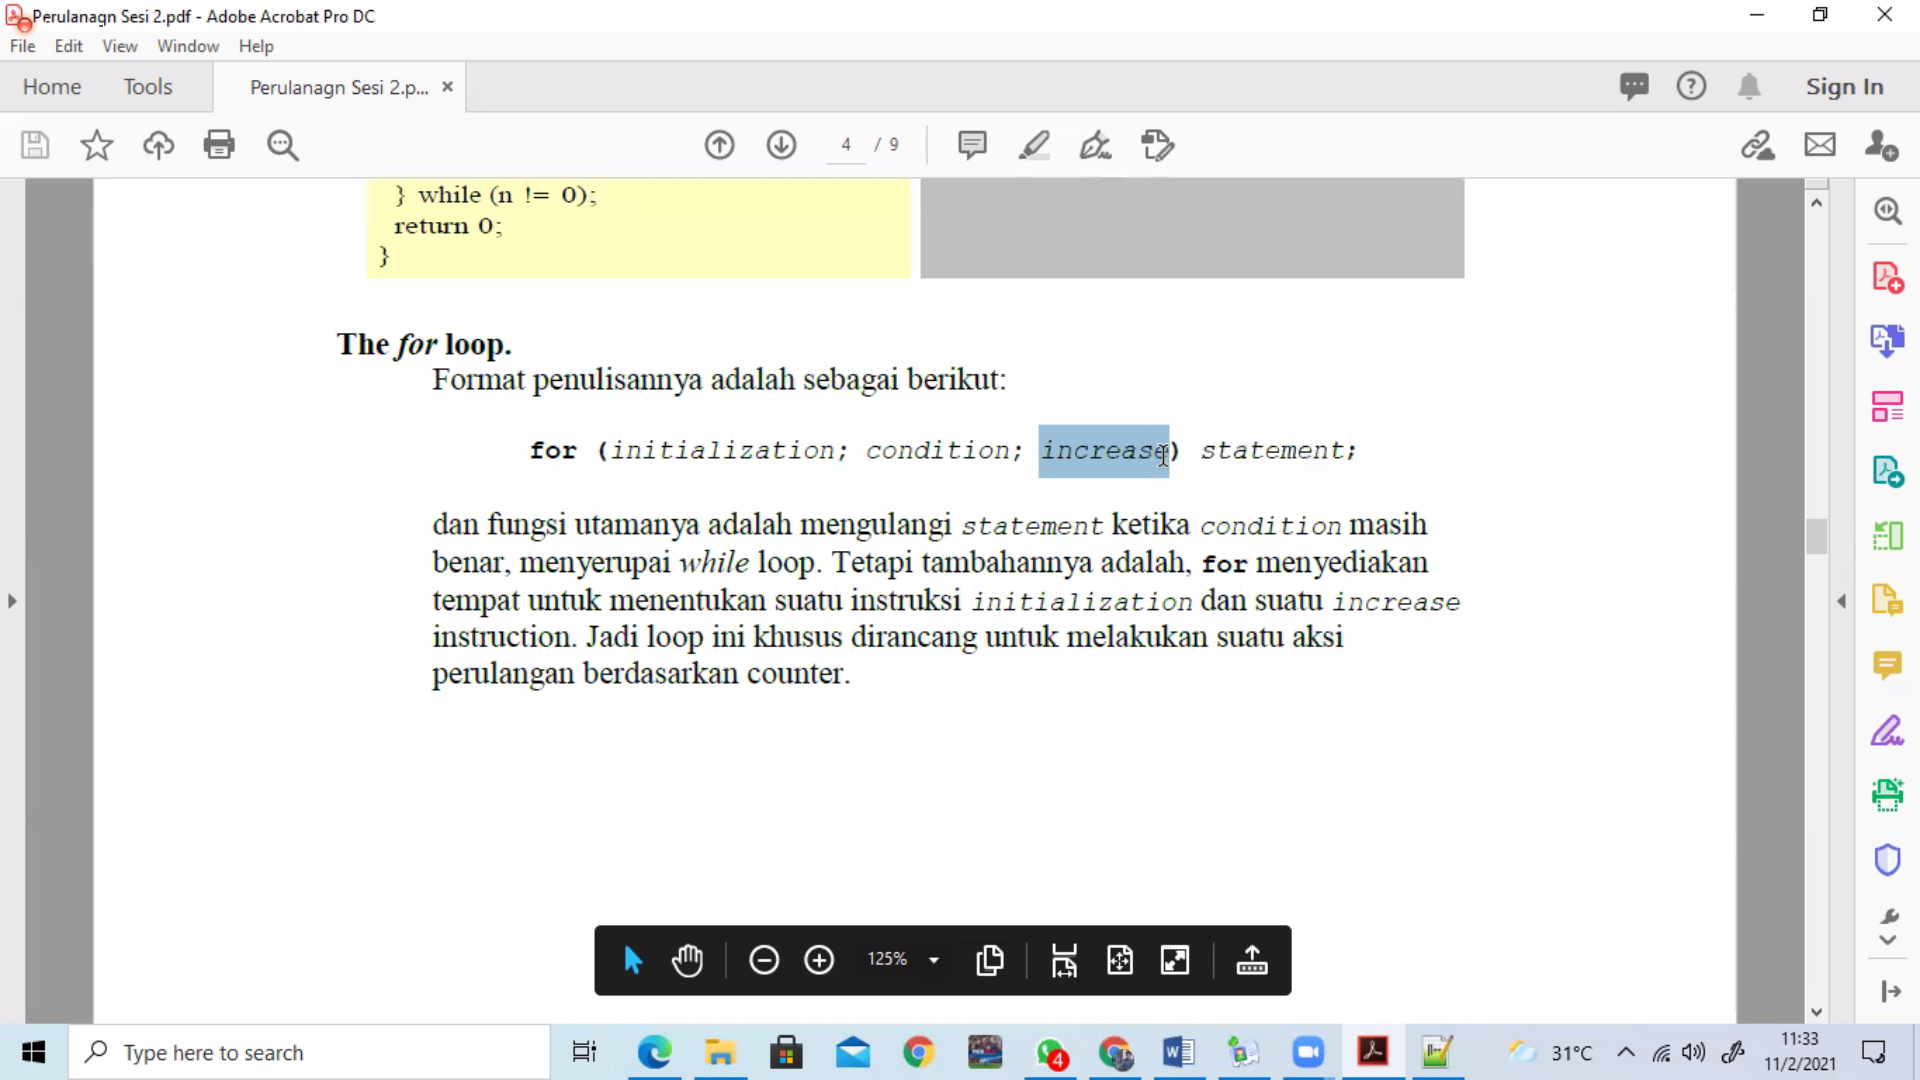 Perulanagn Sesi 2.pdf - Adobe Acrobat Pro DC
File Edit View Window Help
Home Tools Perulanagn Sesi 2.p... × Sign In
4 / 9
} while (n != 0);
return 0;
}
The for loop.
Format penulisannya adalah sebagai berikut:
for (initialization; condition; increase) statement;
dan fungsi utamanya adalah mengulangi statement ketika condition masih
benar, menyerupai while loop. Tetapi tambahannya adalah, for menyediakan
tempat untuk menentukan suatu instruksi initialization dan suatu increase
instruction. Jadi loop ini khusus dirancang untuk melakukan suatu aksi
perulangan berdasarkan counter.
125%
Type here to search
4
31°C
11:33
11/2/2021